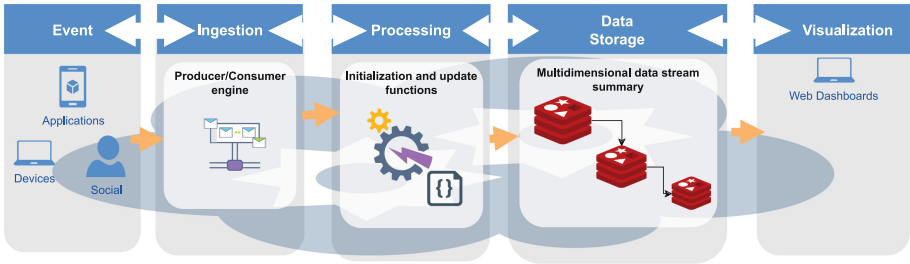 Event
Ingestion
Processing
Data
Storage
Visualization
Applications
Devices
Social
Producer/Consumer
engine
Initialization and update
functions
{}
Multidimensional data stream
summary
Web Dashboards